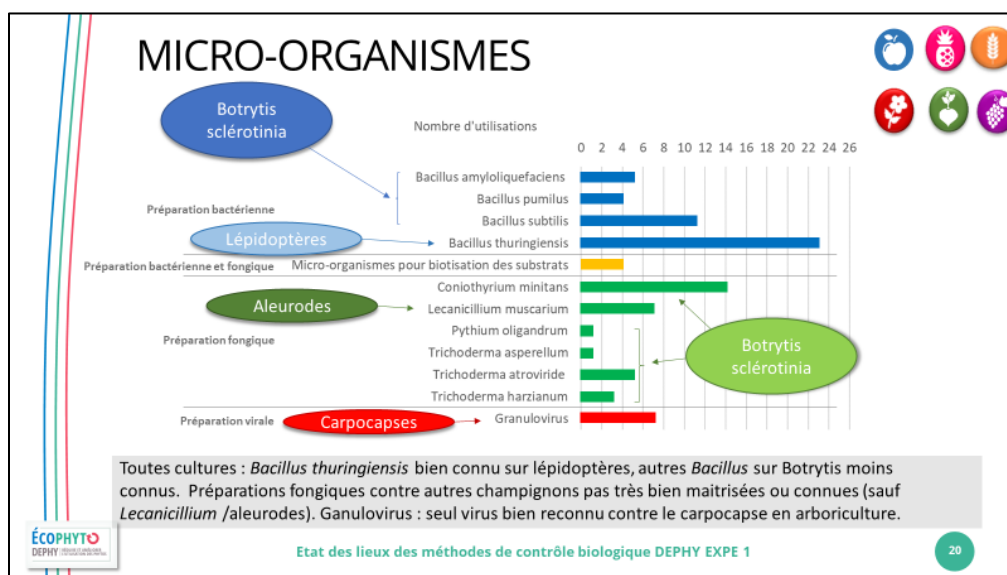 MICRO-ORGANISMES
Botrytis
sclérotinia
Nombre d'utilisations
0 2 4 6 8 10 12 14 16 18 20 22 24 26
Bacillus amyloliquefaciens
Bacillus pumilus
Préparation bactérienne
Bacillus subtilis
Lépidoptères
Bacillus thuringiensis
Préparation bactérienne et fongique
Micro-organismes pour biotisation des substrats
Coniothyrium minitans
Aleurodes
Lecanicillium muscarium
Pythium oligandrum
Préparation fongique
Trichoderma asperellum
Botrytis
sclérotinia
Trichoderma atroviride
Trichoderma harzianum
Préparation virale
Carpocapses
Granulovirus
Toutes cultures : Bacillus thuringiensis bien connu sur lépidoptères, autres Bacillus sur Botrytis moins
connus. Préparations fongiques contre autres champignons pas très bien maitrisées ou connues (sauf
Lecanicillium /aleurodes). Ganulovirus : seul virus bien reconnu contre le carpocapse en arboriculture.
ÉCOPHYTO
DEPHY
Etat des lieux des méthodes de contrôle biologique DEPHY EXPE 1
20